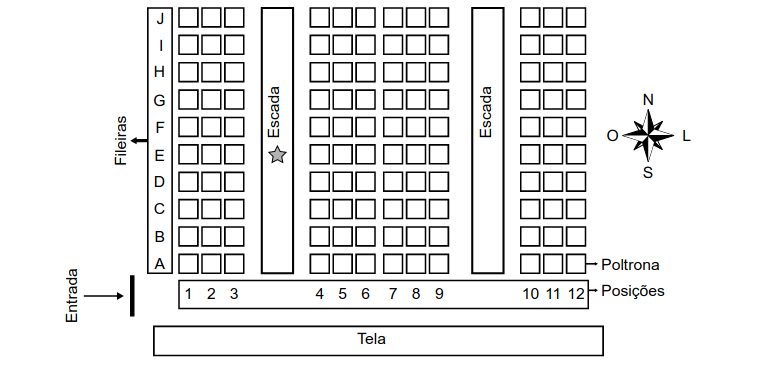 J
I
H
G
F
E
D
C
B
A
Fileiras
Escada
Escada
N
O
L
S
Poltrona
Entrada
1 2 3 4 5 6 7 8 9 10 11 12
Posições
Tela